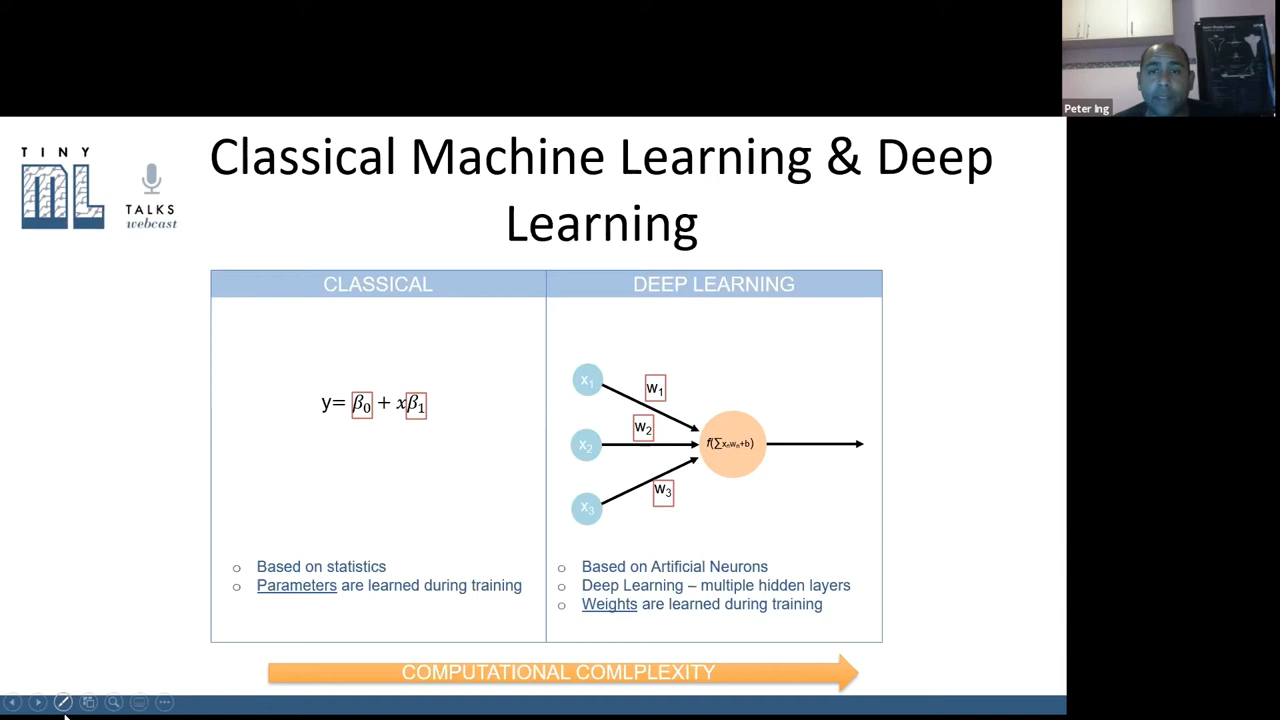 Peter Ing
TINY
ML
TALKS
webcast
Classical Machine Learning & Deep
Learning
CLASSICAL
y= β₀ + xβ₁
Based on statistics
Parameters are learned during training
DEEP LEARNING
x₁
w₁
x₂
w₂
x₃
w₃
f(∑xₙwₙ+b)
Based on Artificial Neurons
Deep Learning – multiple hidden layers
Weights are learned during training
COMPUTATIONAL COMLPLEXITY